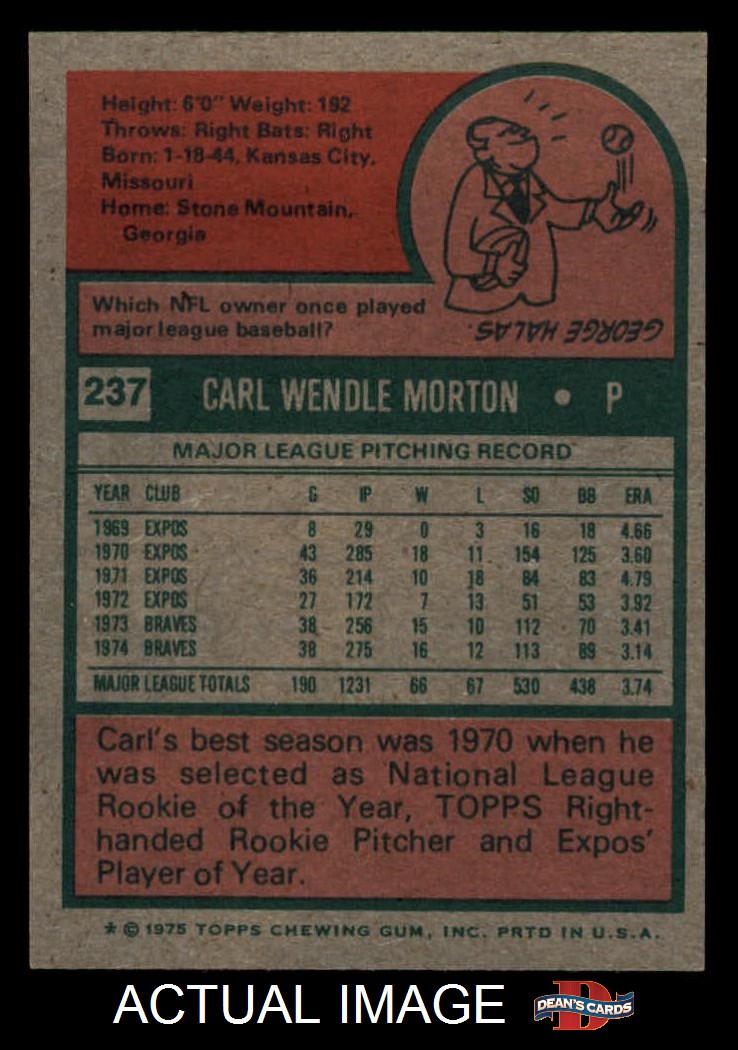 Height: 6'0" Weight: 192
Throws: Right Bats: Right
Born: 1-18-44, Kansas City,
Missouri
Home: Stone Mountain,
Georgia
Which NFL owner once played
major league baseball?
GEORGE HALAS.
237 CARL WENDLE MORTON • P
MAJOR LEAGUE PITCHING RECORD
YEAR CLUB G IP W L SO BB ERA
1969 EXPOS 8 29 0 3 16 18 4.66
1970 EXPOS 43 285 18 11 154 125 3.60
1971 EXPOS 36 214 10 18 84 83 4.79
1972 EXPOS 27 172 7 13 51 53 3.92
1973 BRAVES 38 256 15 10 112 70 3.41
1974 BRAVES 38 275 16 12 113 89 3.14
MAJOR LEAGUE TOTALS 190 1231 66 67 530 438 3.74
Carl's best season was 1970 when he
was selected as National League
Rookie of the Year, TOPPS Right-
handed Rookie Pitcher and Expos'
Player of Year.
* © 1975 TOPPS CHEWING GUM, INC. PRTD IN U.S.A.
ACTUAL IMAGE
D
DEAN'S CARDS